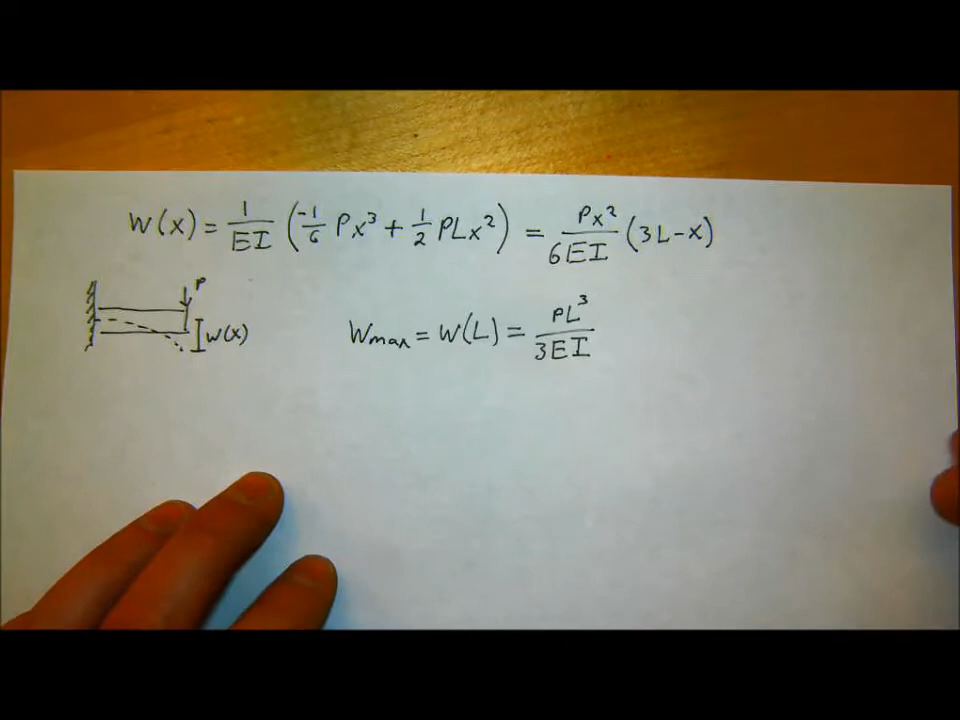 W(x) = 1/EI (-1/6 Px³ + 1/2 PLx²) = Px²/6EI (3L-x)
P
W(x)
Wmax = W(L) = PL³/3EI